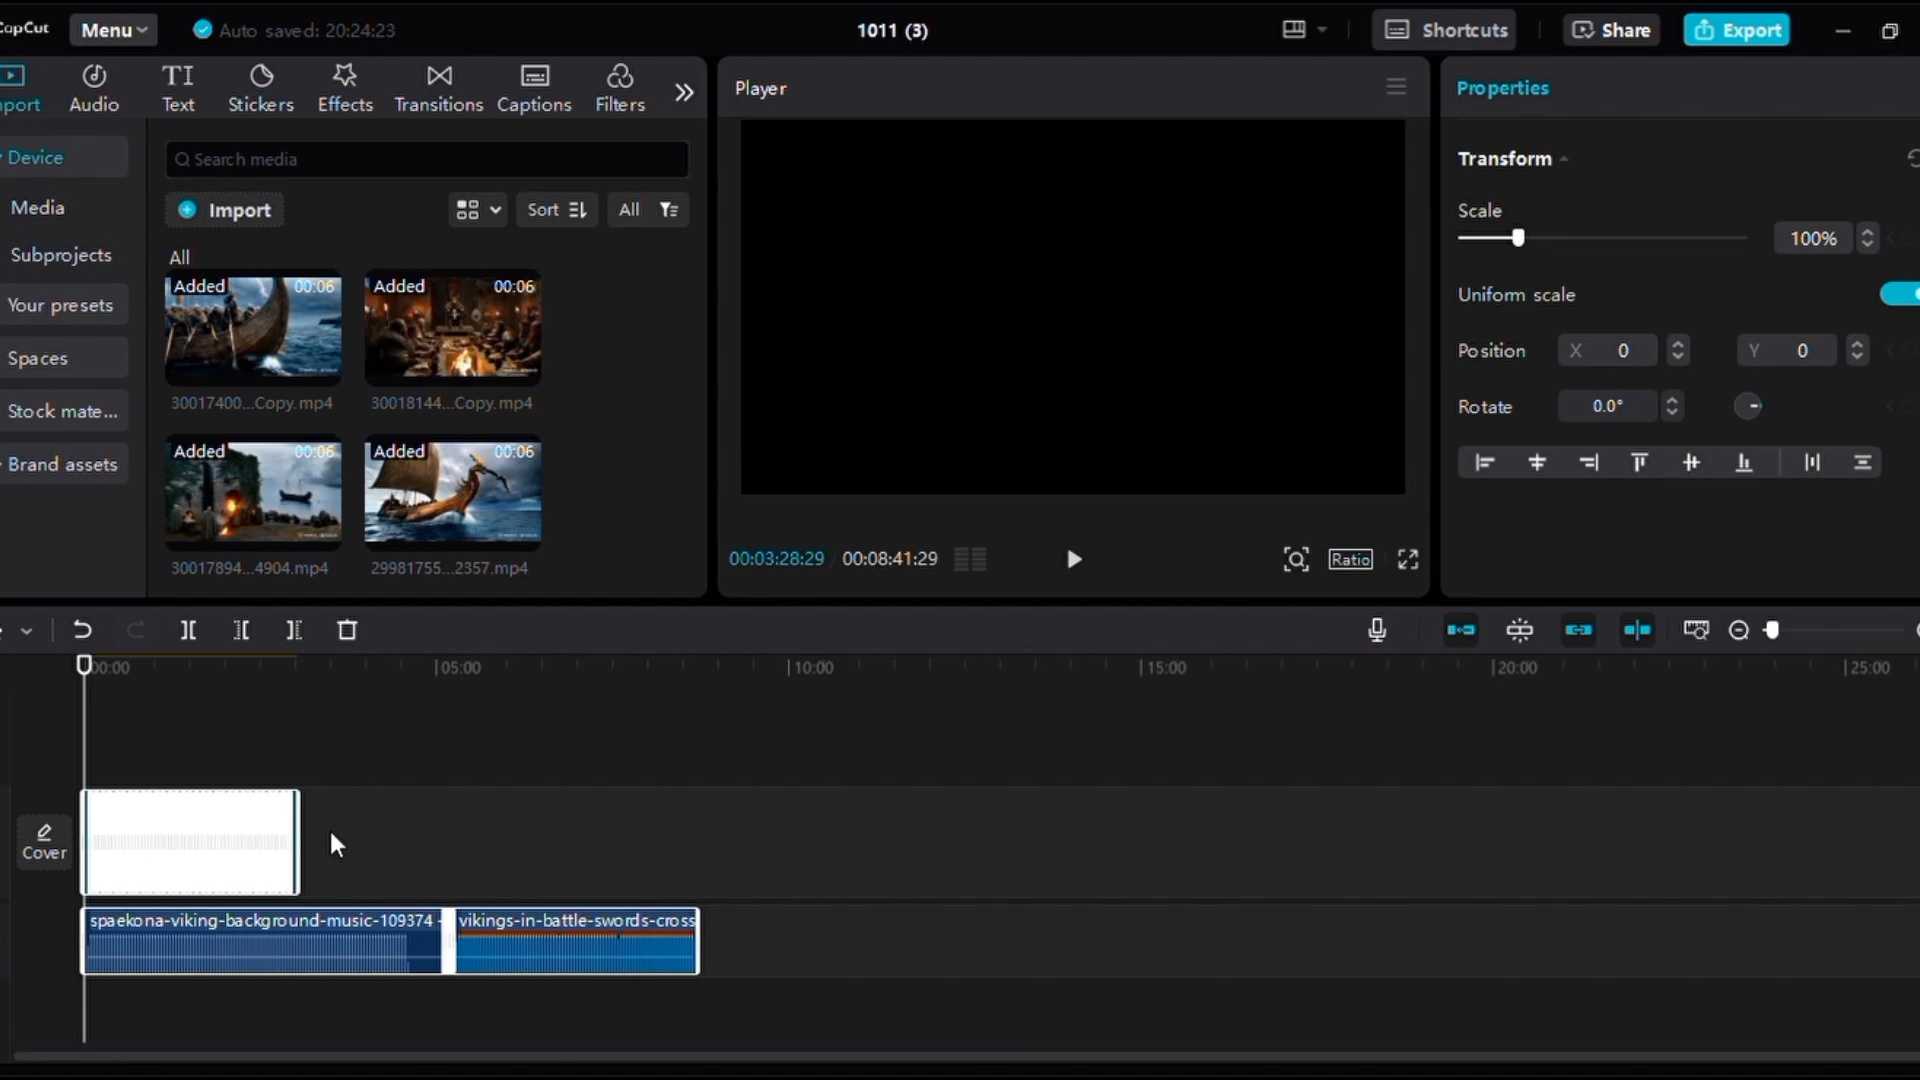 CapCut
Menu
Auto saved: 20:24:23
1011 (3)
Shortcuts
Share
Export
Audio
Text
Stickers
Effects
Transitions
Captions
Filters
Player
Properties
Device
Media
Subprojects
Your presets
Spaces
Stock mate...
Brand assets
Search media
Import
Sort
All
All
Added 00:06
Added 00:06
30017400...Copy.mp4
30018144...Copy.mp4
Added 00:06
Added 00:06
30017894...4904.mp4
29981755...2357.mp4
00:03:28:29 / 00:08:41:29
Ratio
Transform
Scale
100%
Uniform scale
Position X 0 Y 0
Rotate 0.0°
00:00
05:00
10:00
15:00
20:00
25:00
Cover
spaekona-viking-background-music-109374 -
vikings-in-battle-swords-cross